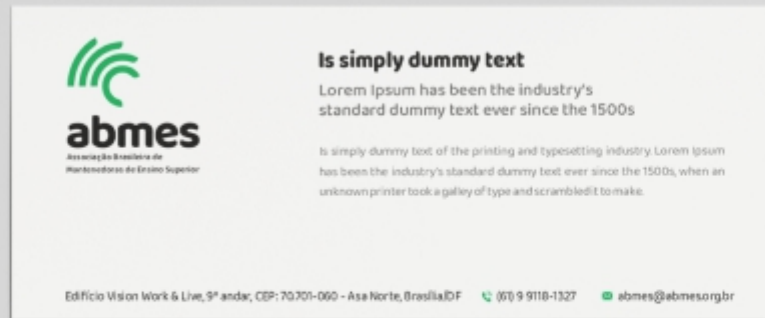 abmes
Associação Brasileira de
Mantenedoras de Ensino Superior
Is simply dummy text
Lorem Ipsum has been the industry's
standard dummy text ever since the 1500s
Is simply dummy text of the printing and typesetting industry. Lorem Ipsum
has been the industry's standard dummy text ever since the 1500s, when an
unknown printer took a galley of type and scrambled it to make.
Edifício Vision Work & Live, 9º andar, CEP: 70.701-060 - Asa Norte, Brasília/DF (61) 9 9118-1327 abmes@abmes.org.br